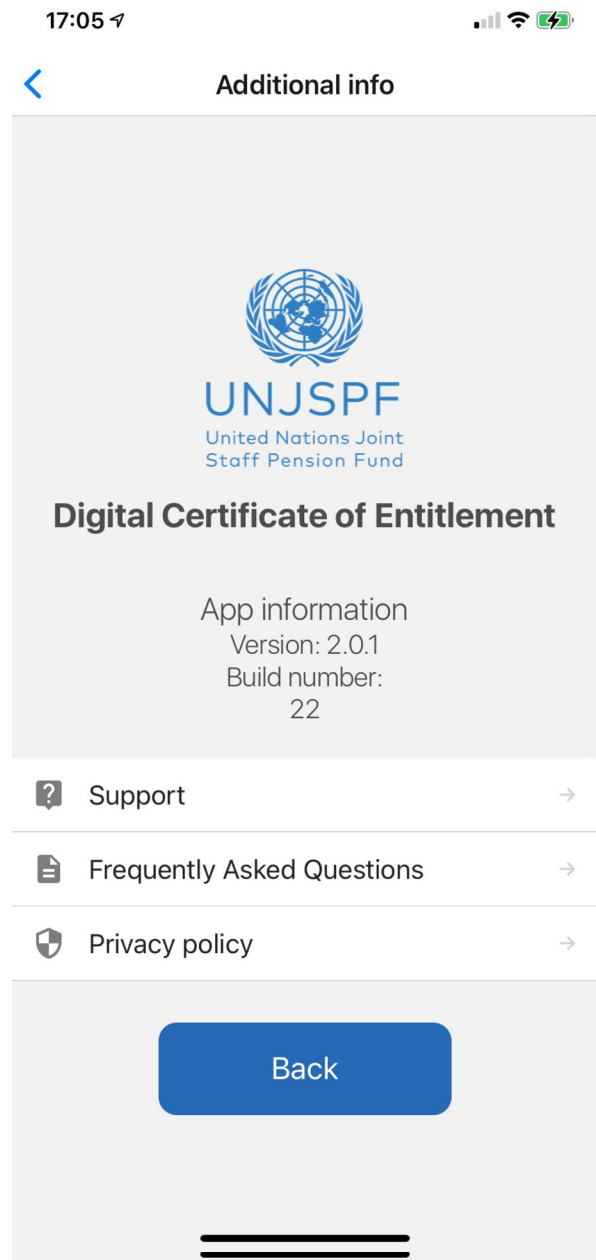 17:05
Additional info
UNJSPF
United Nations Joint
Staff Pension Fund
Digital Certificate of Entitlement
App information
Version: 2.0.1
Build number:
22
Support
Frequently Asked Questions
Privacy policy
Back